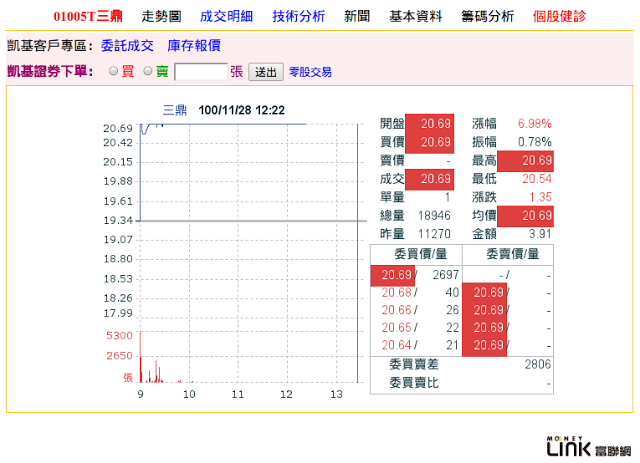 01005T三鼎 走勢圖 成交明細 技術分析 新聞 基本資料 籌碼分析 個股健診
凱基客戶專區： 委託成交 庫存報價
凱基證券下單： 買 賣 張 送出 零股交易
三鼎 100/11/28 12:22
20.69
20.42
20.15
19.88
19.61
19.34
19.07
18.80
18.53
18.26
17.99
5300
2650
張
9 10 11 12 13
開盤 20.69 漲幅 6.98%
買價 20.69 振幅 0.78%
賣價 - 最高 20.69
成交 20.69 最低 20.54
單量 1 漲跌 1.35
總量 18946 均價 20.69
昨量 11270 金額 3.91
委買價/量 委賣價/量
20.69/ 2697 -/ -
20.68/ 40 20.69/ -
20.66/ 26 20.69/ -
20.65/ 22 20.69/ -
20.64/ 21 20.69/ -
委買賣差 2806
委買賣比 -
MONEY
LINK 富聯網